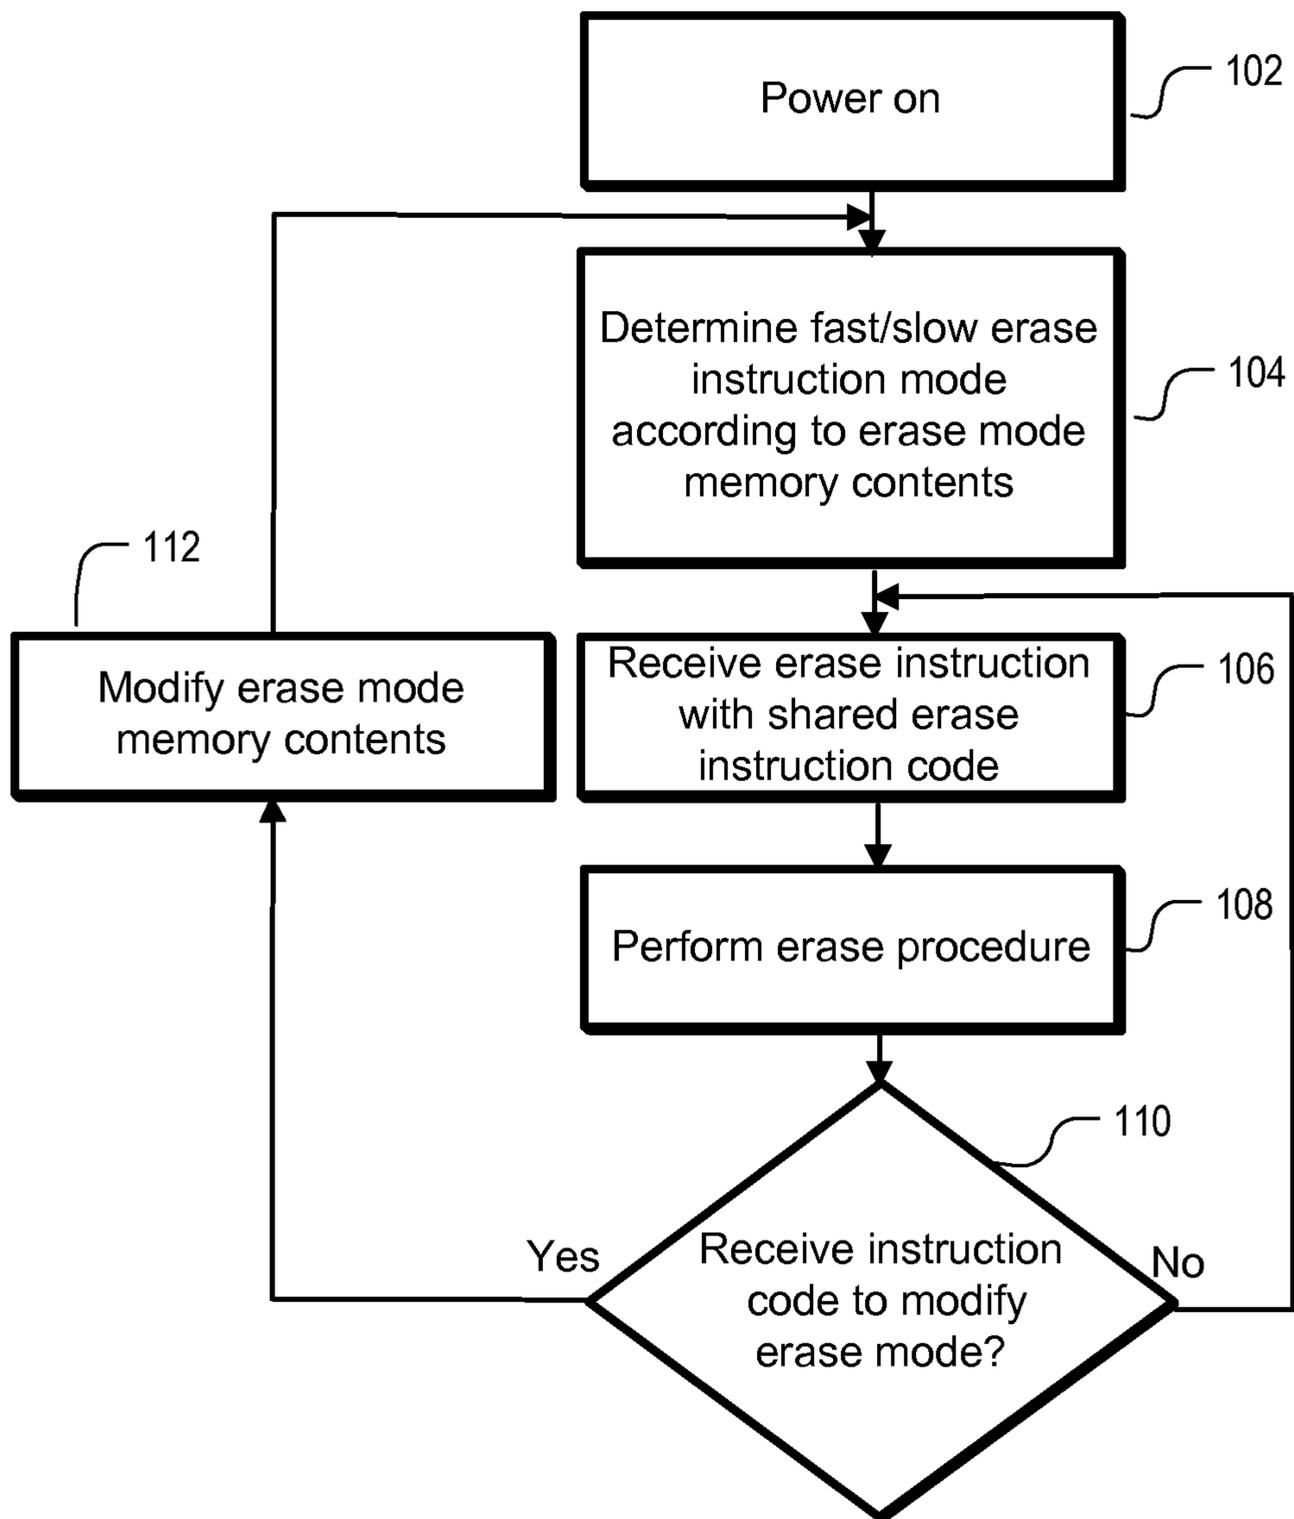 Power on
102
Determine fast/slow erase
instruction mode
according to erase mode
memory contents
104
112
Modify erase mode
memory contents
Receive erase instruction
with shared erase
instruction code
106
Perform erase procedure
108
110
Yes
Receive instruction
code to modify
erase mode?
No